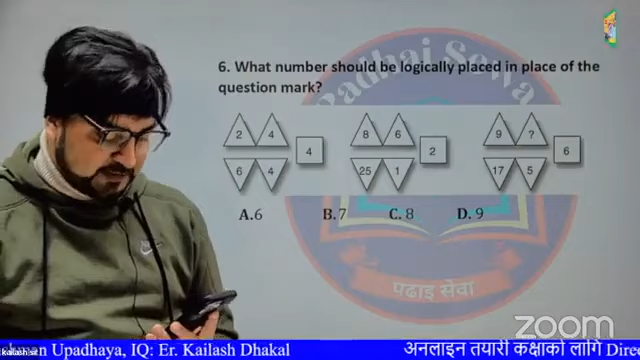 Padhai Sewa
6. What number should be logically placed in place of the
question mark?
2 4 4 8 6 2 9 ? 6
6 4 25 1 17 5
A.6 B.7 C.8 D.9
पढाइ सेवा
zoom
Upadhaya, IQ: Er. Kailash Dhakal अनलाइन तयारी कक्षाको लागि Direc